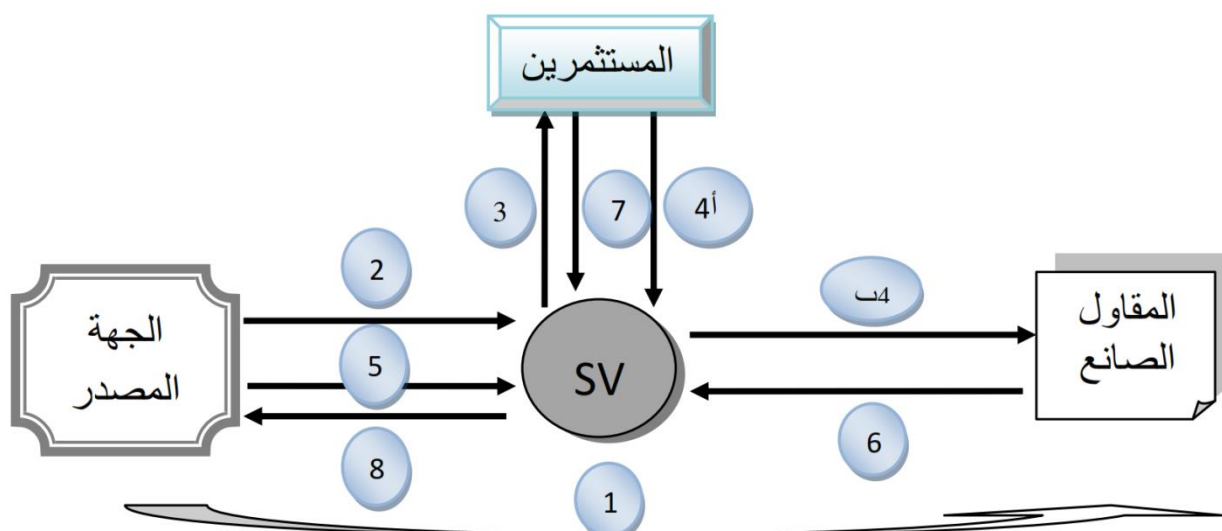 المستثمرين
3
7
4أ
2
4ب
الجهة
المصدر
5
SV
المقاول
الصانع
8
6
1